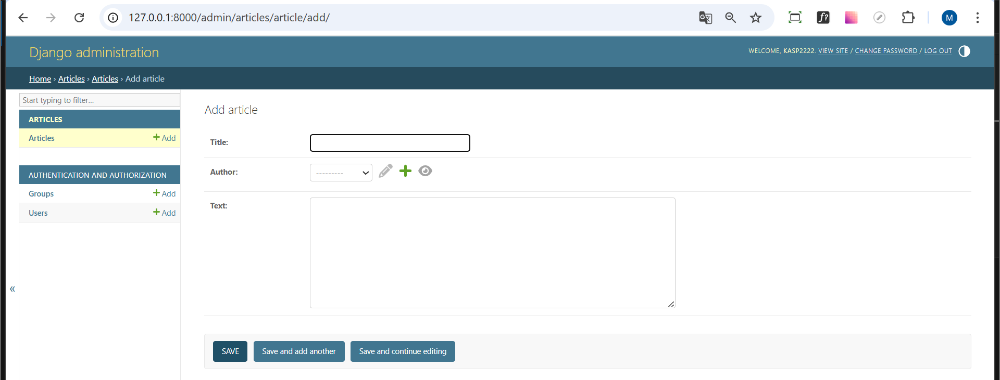 127.0.0.1:8000/admin/articles/article/add/
M
Django administration
WELCOME, KASP2222. VIEW SITE / CHANGE PASSWORD / LOG OUT
Home › Articles › Articles › Add article
Start typing to filter...
ARTICLES
Articles + Add
AUTHENTICATION AND AUTHORIZATION
Groups + Add
Users + Add
«
Add article
Title:
Author: ---------
Text:
SAVE Save and add another Save and continue editing